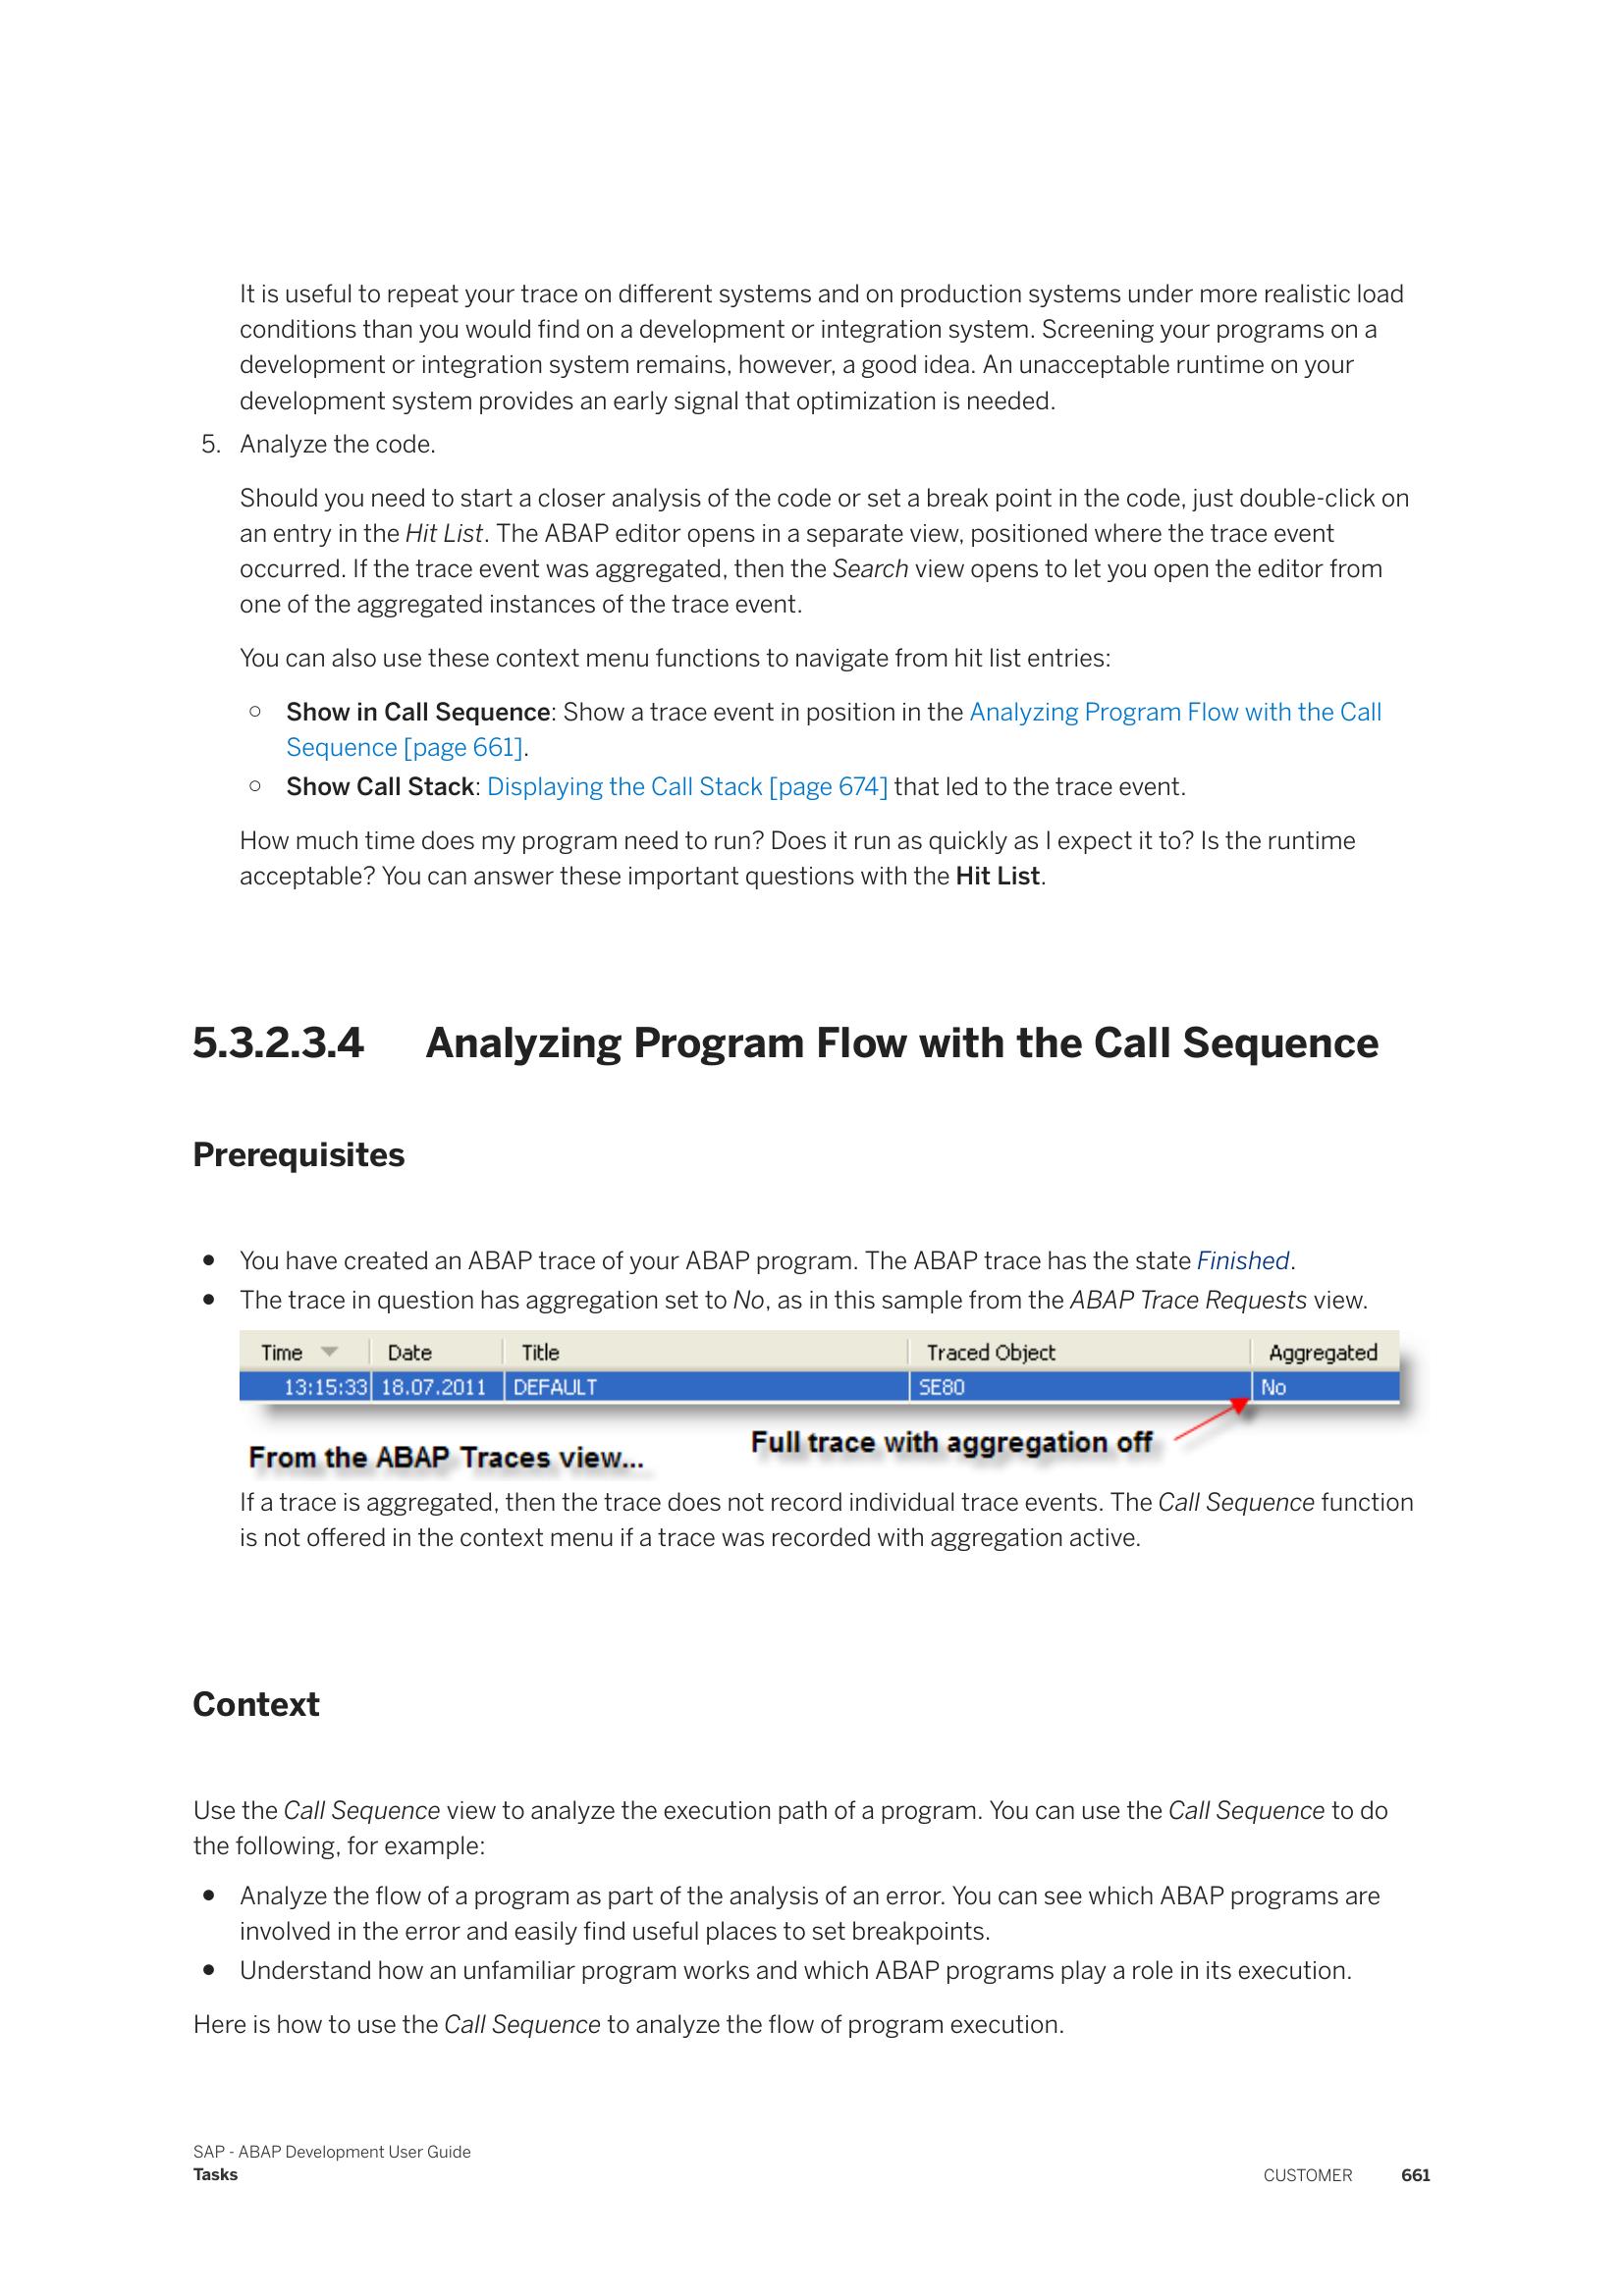 It is useful to repeat your trace on different systems and on production systems under more realistic load
conditions than you would find on a development or integration system. Screening your programs on a
development or integration system remains, however, a good idea. An unacceptable runtime on your
development system provides an early signal that optimization is needed.
5. Analyze the code.
Should you need to start a closer analysis of the code or set a break point in the code, just double-click on
an entry in the Hit List. The ABAP editor opens in a separate view, positioned where the trace event
occurred. If the trace event was aggregated, then the Search view opens to let you open the editor from
one of the aggregated instances of the trace event.
You can also use these context menu functions to navigate from hit list entries:
○ Show in Call Sequence: Show a trace event in position in the Analyzing Program Flow with the Call
Sequence [page 661].
○ Show Call Stack: Displaying the Call Stack [page 674] that led to the trace event.
How much time does my program need to run? Does it run as quickly as I expect it to? Is the runtime
acceptable? You can answer these important questions with the Hit List.
5.3.2.3.4 Analyzing Program Flow with the Call Sequence
Prerequisites
● You have created an ABAP trace of your ABAP program. The ABAP trace has the state Finished.
● The trace in question has aggregation set to No, as in this sample from the ABAP Trace Requests view.
Time Date Title Traced Object Aggregated
13:15:33 18.07.2011 DEFAULT SE80 No
Full trace with aggregation off
From the ABAP Traces view...
If a trace is aggregated, then the trace does not record individual trace events. The Call Sequence function
is not offered in the context menu if a trace was recorded with aggregation active.
Context
Use the Call Sequence view to analyze the execution path of a program. You can use the Call Sequence to do
the following, for example:
● Analyze the flow of a program as part of the analysis of an error. You can see which ABAP programs are
involved in the error and easily find useful places to set breakpoints.
● Understand how an unfamiliar program works and which ABAP programs play a role in its execution.
Here is how to use the Call Sequence to analyze the flow of program execution.
SAP - ABAP Development User Guide
Tasks
CUSTOMER 661